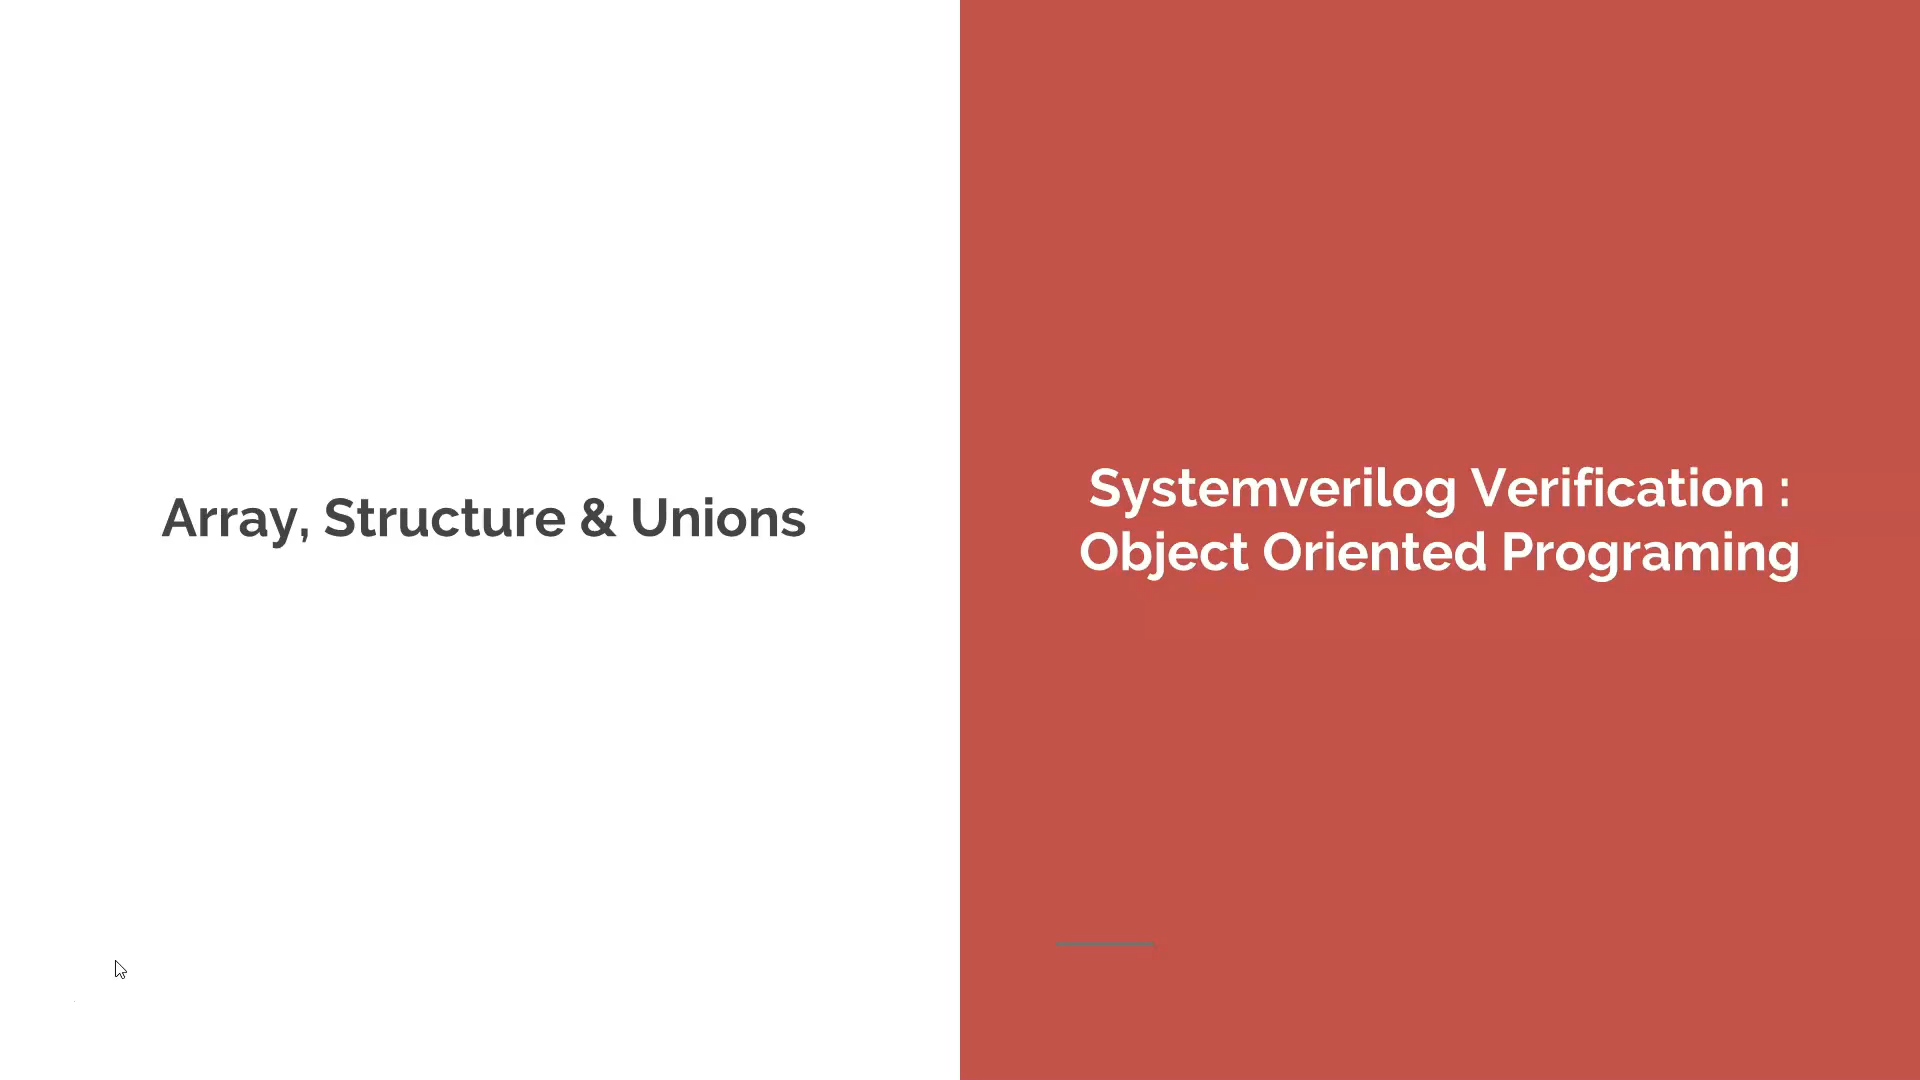 Array, Structure & Unions
Systemverilog Verification :
Object Oriented Programing